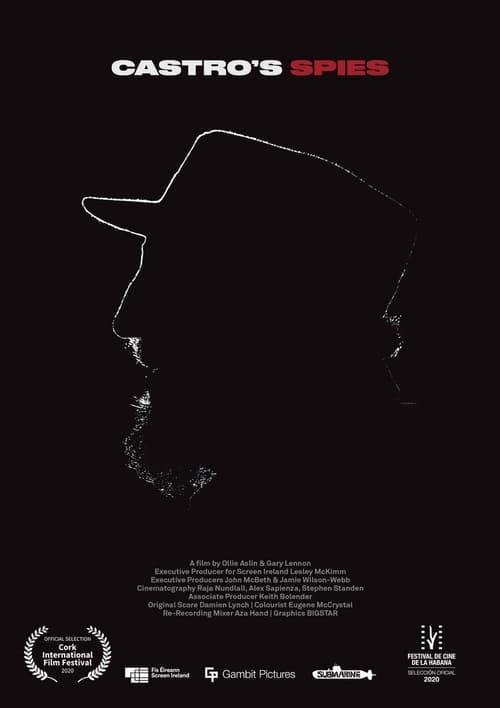 CASTRO'S SPIES
A film by Ollie Aslin & Gary Lennon
Executive Producer for Screen Ireland Lesley McKimm
Executive Producers John McBeth & Jamie Wilson-Webb
Cinematography Raja Nundlall, Alex Sapienza, Stephen Standen
Associate Producer Keith Bolender
Original Score Damien Lynch | Colourist Eugene McCrystal
Re-Recording Mixer Aza Hand | Graphics BIGSTAR
OFFICIAL SELECTION
Cork
International
Film Festival
2020
Fís Éireann
Screen Ireland
GP Gambit Pictures
SUBMARINE
FESTIVAL DE CINE
DE LA HABANA
SELECCIÓN OFICIAL
2020